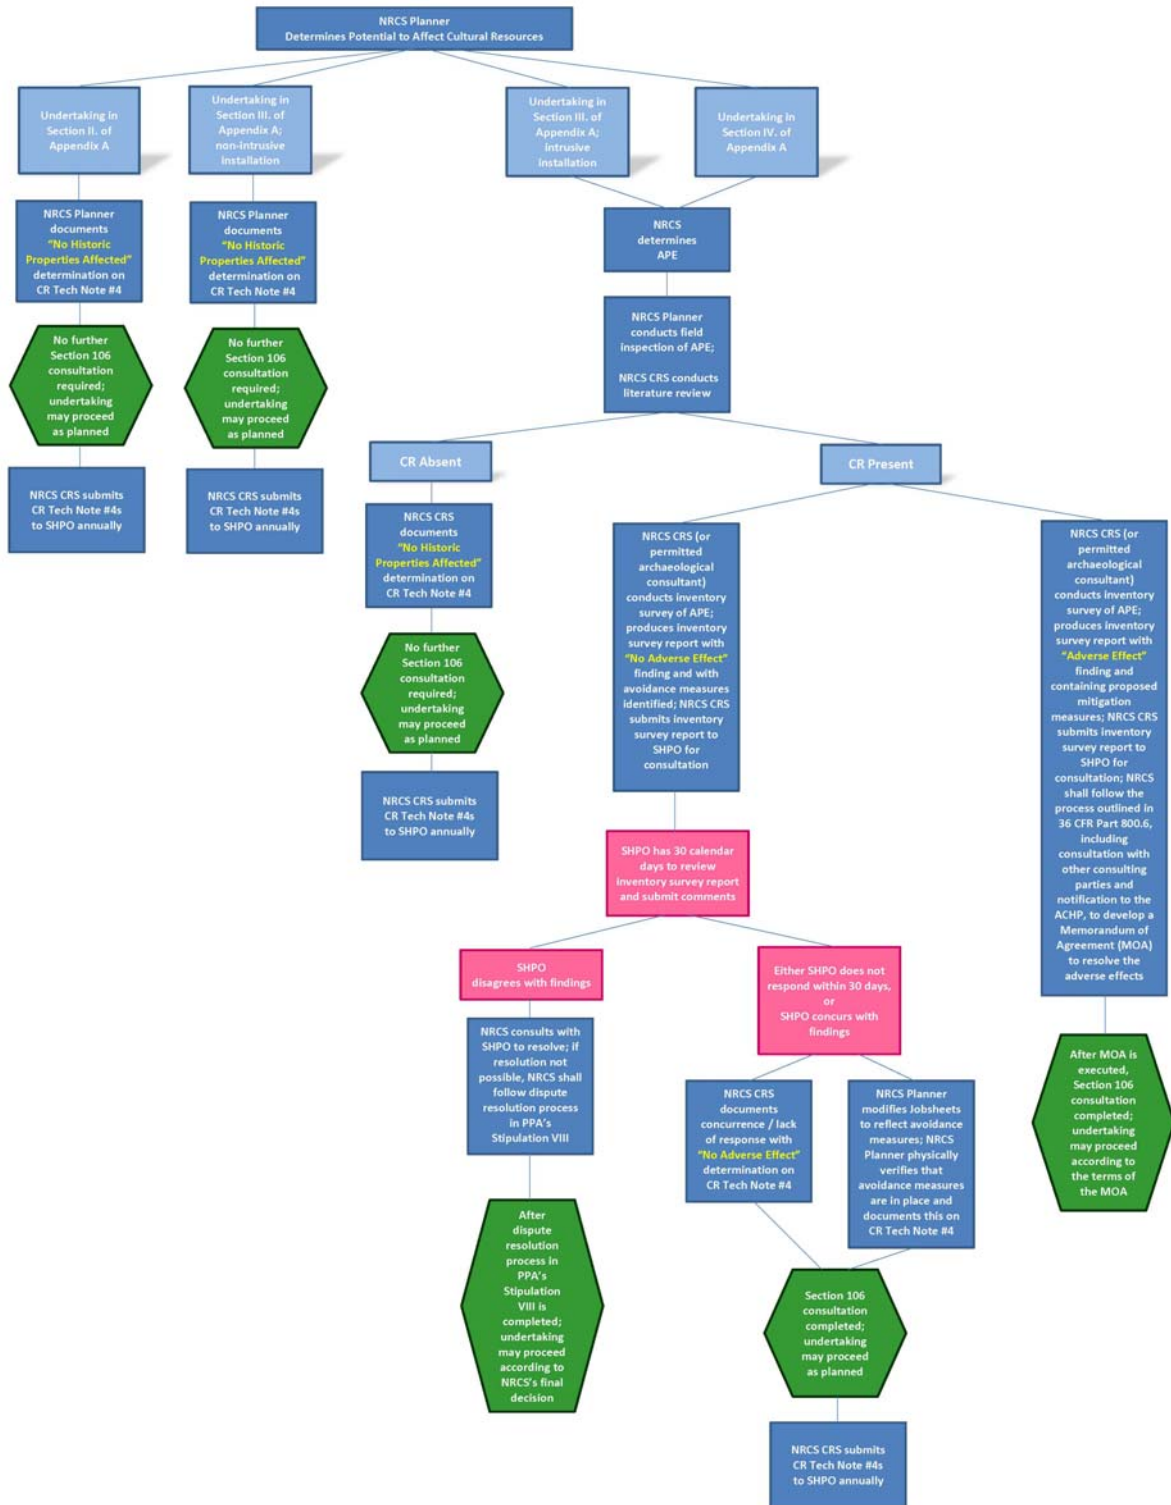 NRCS Planner
Determines Potential to Affect Cultural Resources
Undertaking in
Section II. of
Appendix A
Undertaking in
Section III. of
Appendix A;
non-intrusive
installation
Undertaking in
Section III. of
Appendix A;
intrusive
installation
Undertaking in
Section IV. of
Appendix A
NRCS Planner
documents
"No Historic
Properties Affected"
determination on
CR Tech Note #4
NRCS Planner
documents
"No Historic
Properties Affected"
determination on
CR Tech Note #4
NRCS
determines
APE
No further
Section 106
consultation
required;
undertaking
may proceed
as planned
No further
Section 106
consultation
required;
undertaking
may proceed
as planned
NRCS Planner
conducts field
inspection of APE;
NRCS CRS conducts
literature review
NRCS CRS submits
CR Tech Note #4s
to SHPO annually
NRCS CRS submits
CR Tech Note #4s
to SHPO annually
CR Absent
CR Present
NRCS CRS
documents
"No Historic
Properties Affected"
determination on
CR Tech Note #4
No further
Section 106
consultation
required;
undertaking
may proceed
as planned
NRCS CRS submits
CR Tech Note #4s
to SHPO annually
NRCS CRS (or
permitted
archaeological
consultant)
conducts inventory
survey of APE;
produces inventory
survey report with
"No Adverse Effect"
finding and with
avoidance measures
identified; NRCS CRS
submits inventory
survey report to
SHPO for
consultation
NRCS CRS (or
permitted
archaeological
consultant)
conducts inventory
survey of APE;
produces inventory
survey report with
"Adverse Effect"
finding and
containing proposed
mitigation
measures; NRCS CRS
submits inventory
survey report to
SHPO for
consultation; NRCS
shall follow the
process outlined in
36 CFR Part 800.6,
including
consultation with
other consulting
parties and
notification to the
ACHP, to develop a
Memorandum of
Agreement (MOA)
to resolve the
adverse effects
SHPO has 30 calendar
days to review
inventory survey report
and submit comments
SHPO
disagrees with findings
Either SHPO does not
respond within 30 days,
or
SHPO concurs with
findings
NRCS consults with
SHPO to resolve; if
resolution not
possible, NRCS shall
follow dispute
resolution process
in PPA's
Stipulation VIII
NRCS CRS
documents
concurrence / lack
of response with
"No Adverse Effect"
determination on
CR Tech Note #4
NRCS Planner
modifies Jobsheets
to reflect avoidance
measures; NRCS
Planner physically
verifies that
avoidance measures
are in place and
documents this on
CR Tech Note #4
After MOA is
executed,
Section 106
consultation
completed;
undertaking
may proceed
according to
the terms of
the MOA
After
dispute
resolution
process in
PPA's
Stipulation
VIII is
completed;
undertaking
may proceed
according to
NRCS's final
decision
Section 106
consultation
completed;
undertaking
may proceed
as planned
NRCS CRS submits
CR Tech Note #4s
to SHPO annually